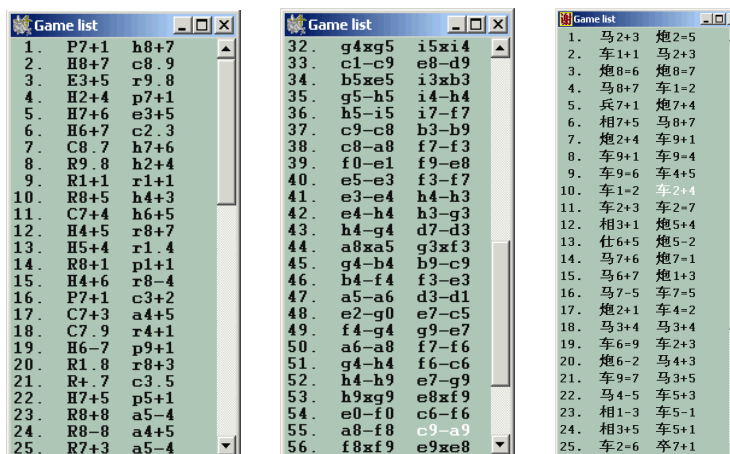 Game list
1. P7+1 h8+7
2. H8+7 c8.9
3. E3+5 r9.8
4. H2+4 p7+1
5. H7+6 e3+5
6. H6+7 c2.3
7. C8.7 h7+6
8. R9.8 h2+4
9. R1+1 r1+1
10. R8+5 h4+3
11. C7+4 h6+5
12. H4+5 r8+7
13. H5+4 r1.4
14. R8+1 p1+1
15. H4+6 r8-4
16. P7+1 c3+2
17. C7+3 a4+5
18. C7.9 r4+1
19. H6-7 p9+1
20. R1.8 r8+3
21. R+.7 c3.5
22. H7+5 p5+1
23. R8+8 a5-4
24. R8-8 a4+5
25. R7+3 a5-4
Game list
32. g4xg5 i5xi4
33. c1-c9 e8-d9
34. b5xe5 i3xb3
35. g5-h5 i4-h4
36. h5-i5 i7-f7
37. c9-c8 b3-b9
38. c8-a8 f7-f3
39. f0-e1 f9-e8
40. e5-e3 f3-f7
41. e3-e4 h4-h3
42. e4-h4 h3-g3
43. h4-g4 d7-d3
44. a8xa5 g3xf3
45. g4-b4 b9-c9
46. b4-f4 f3-e3
47. a5-a6 d3-d1
48. e2-g0 e7-c5
49. f4-g4 g9-e7
50. a6-a8 f7-f6
51. g4-h4 f6-c6
52. h4-h9 e7-g9
53. h9xg9 e8xf9
54. e0-f0 c6-f6
55. a8-f8 c9-a9
56. f8xf9 e9xe8
Game list
1. 马2+3 炮2=5
2. 车1+1 马2+3
3. 炮8=6 炮8=7
4. 马8+7 车1=2
5. 兵7+1 炮7+4
6. 相7+5 马8+7
7. 炮2+4 车9+1
8. 车9+1 车9=4
9. 车9=6 车4+5
10. 车1=2 车2+4
11. 车2+3 车2=7
12. 相3+1 炮5+4
13. 仕6+5 炮5-2
14. 马7+6 炮7=1
15. 马6+7 炮1+3
16. 马7-5 车7=5
17. 炮2+1 车4=2
18. 马3+4 马3+4
19. 车6=9 车2+3
20. 炮6-2 马4+3
21. 车9=7 马3+5
22. 马4-5 车5+3
23. 相1-3 车5-1
24. 相3+5 车5+1
25. 车2=6 卒7+1